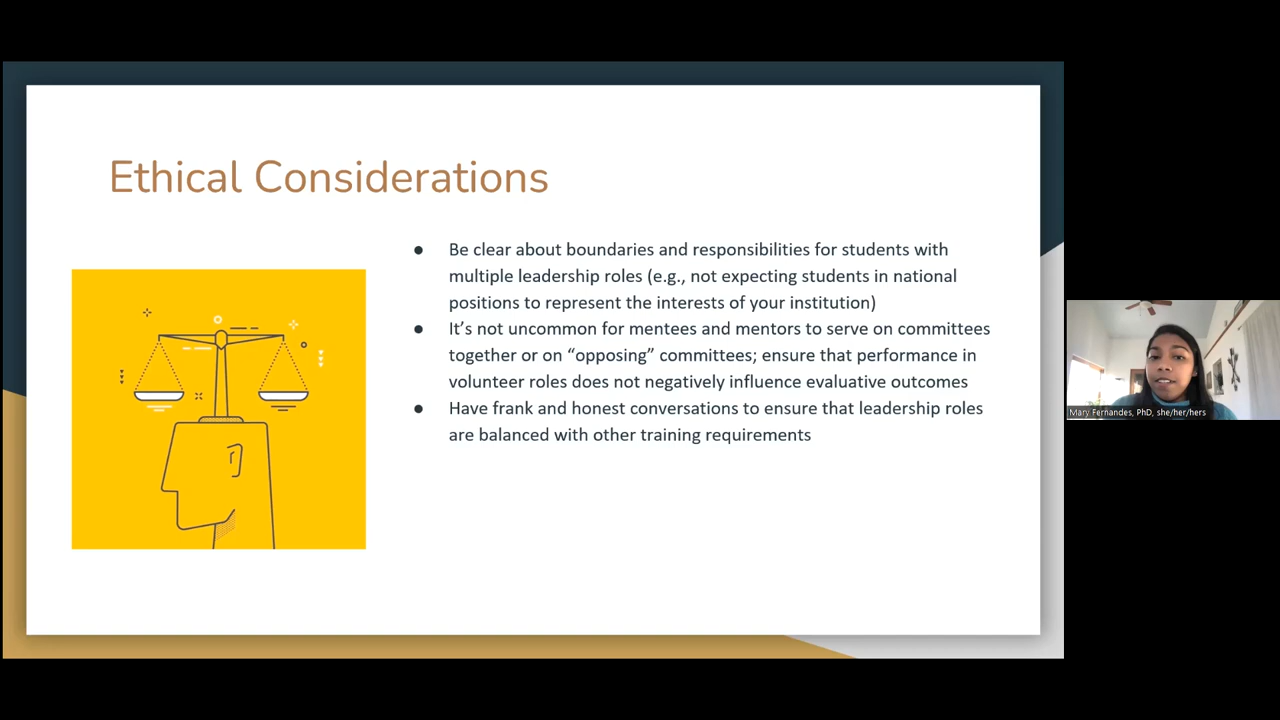 Ethical Considerations
● Be clear about boundaries and responsibilities for students with
multiple leadership roles (e.g., not expecting students in national
positions to represent the interests of your institution)
● It’s not uncommon for mentees and mentors to serve on committees
together or on “opposing” committees; ensure that performance in
volunteer roles does not negatively influence evaluative outcomes
● Have frank and honest conversations to ensure that leadership roles
are balanced with other training requirements
Mary Fernandes, PhD, she/her/hers